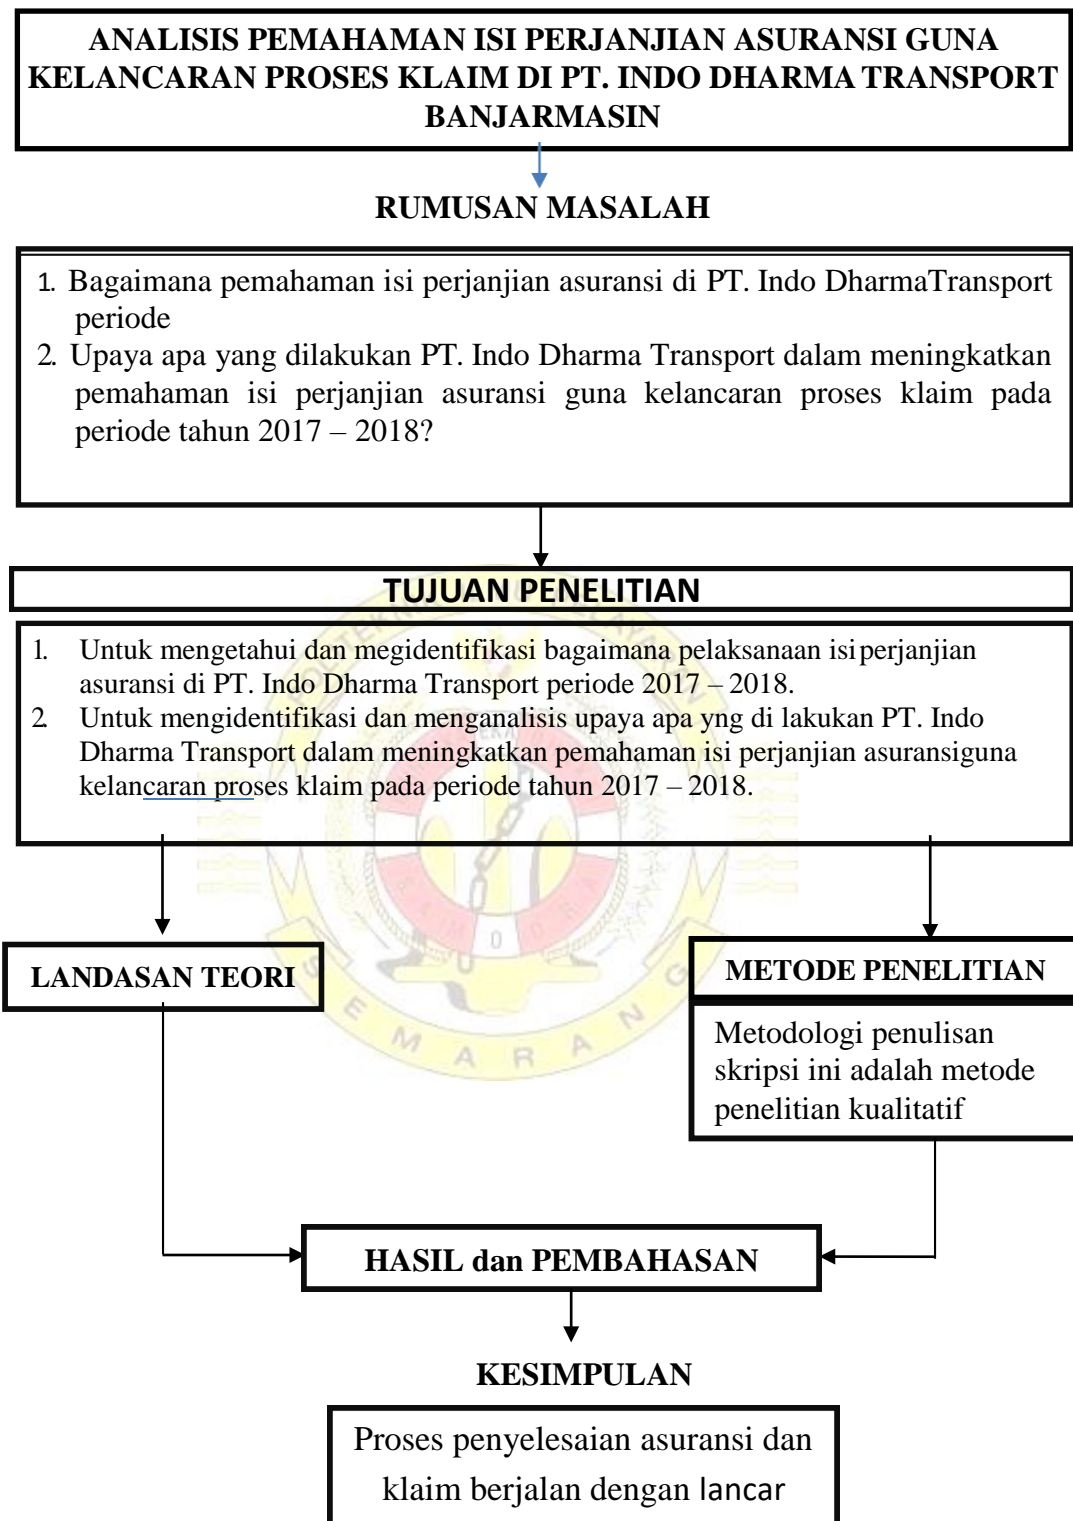 ANALISIS PEMAHAMAN ISI PERJANJIAN ASURANSI GUNA
KELANCARAN PROSES KLAIM DI PT. INDO DHARMA TRANSPORT
BANJARMASIN
RUMUSAN MASALAH
1. Bagaimana pemahaman isi perjanjian asuransi di PT. Indo DharmaTransport
periode
2. Upaya apa yang dilakukan PT. Indo Dharma Transport dalam meningkatkan
pemahaman isi perjanjian asuransi guna kelancaran proses klaim pada
periode tahun 2017 – 2018?
TUJUAN PENELITIAN
1. Untuk mengetahui dan megidentifikasi bagaimana pelaksanaan isi perjanjian
asuransi di PT. Indo Dharma Transport periode 2017 – 2018.
2. Untuk mengidentifikasi dan menganalisis upaya apa yng di lakukan PT. Indo
Dharma Transport dalam meningkatkan pemahaman isi perjanjian asuransiguna
kelancaran proses klaim pada periode tahun 2017 – 2018.
LANDASAN TEORI
METODE PENELITIAN
Metodologi penulisan
skripsi ini adalah metode
penelitian kualitatif
SEMARANG
HASIL dan PEMBAHASAN
KESIMPULAN
Proses penyelesaian asuransi dan
klaim berjalan dengan lancar